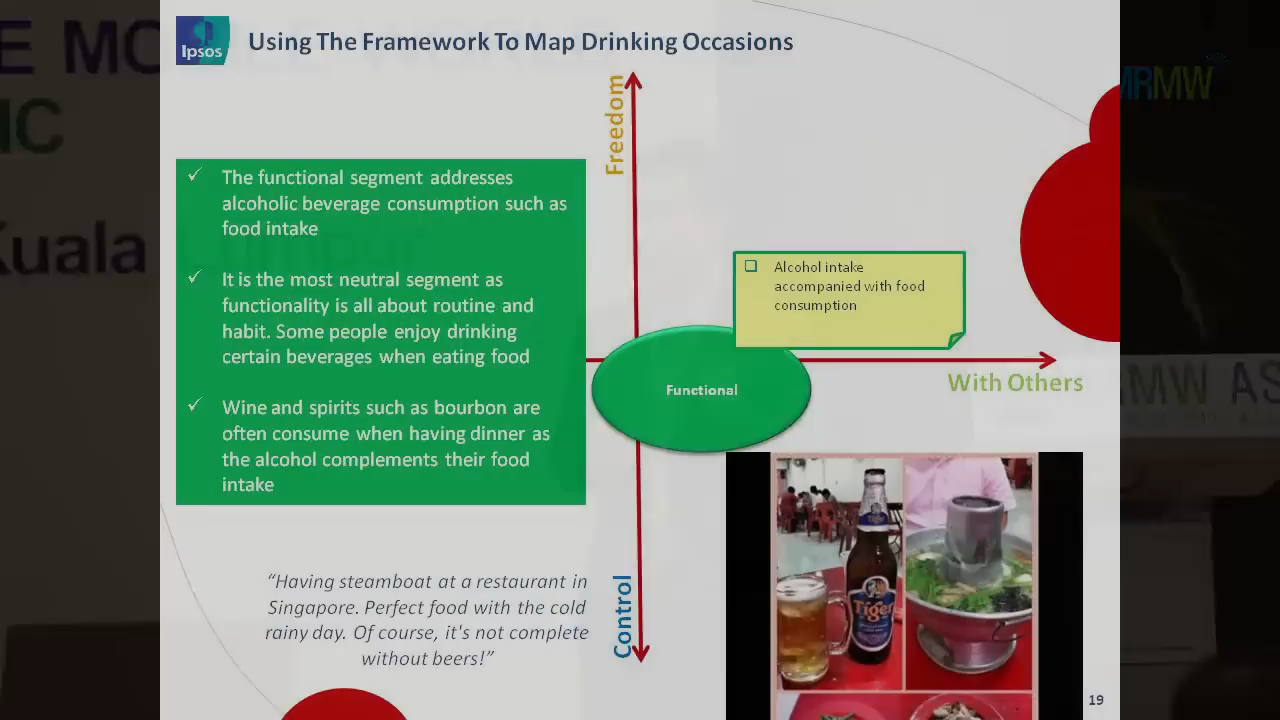 Ipsos
Using The Framework To Map Drinking Occasions
Freedom
The functional segment addresses
alcoholic beverage consumption such as
food intake
It is the most neutral segment as
functionality is all about routine and
habit. Some people enjoy drinking
certain beverages when eating food
Wine and spirits such as bourbon are
often consume when having dinner as
the alcohol complements their food
intake
Alcohol intake
accompanied with food
consumption
Functional
With Others
Control
“Having steamboat at a restaurant in
Singapore. Perfect food with the cold
rainy day. Of course, it's not complete
without beers!”
Tiger
19
MRMW
Kuala
MRMW AS